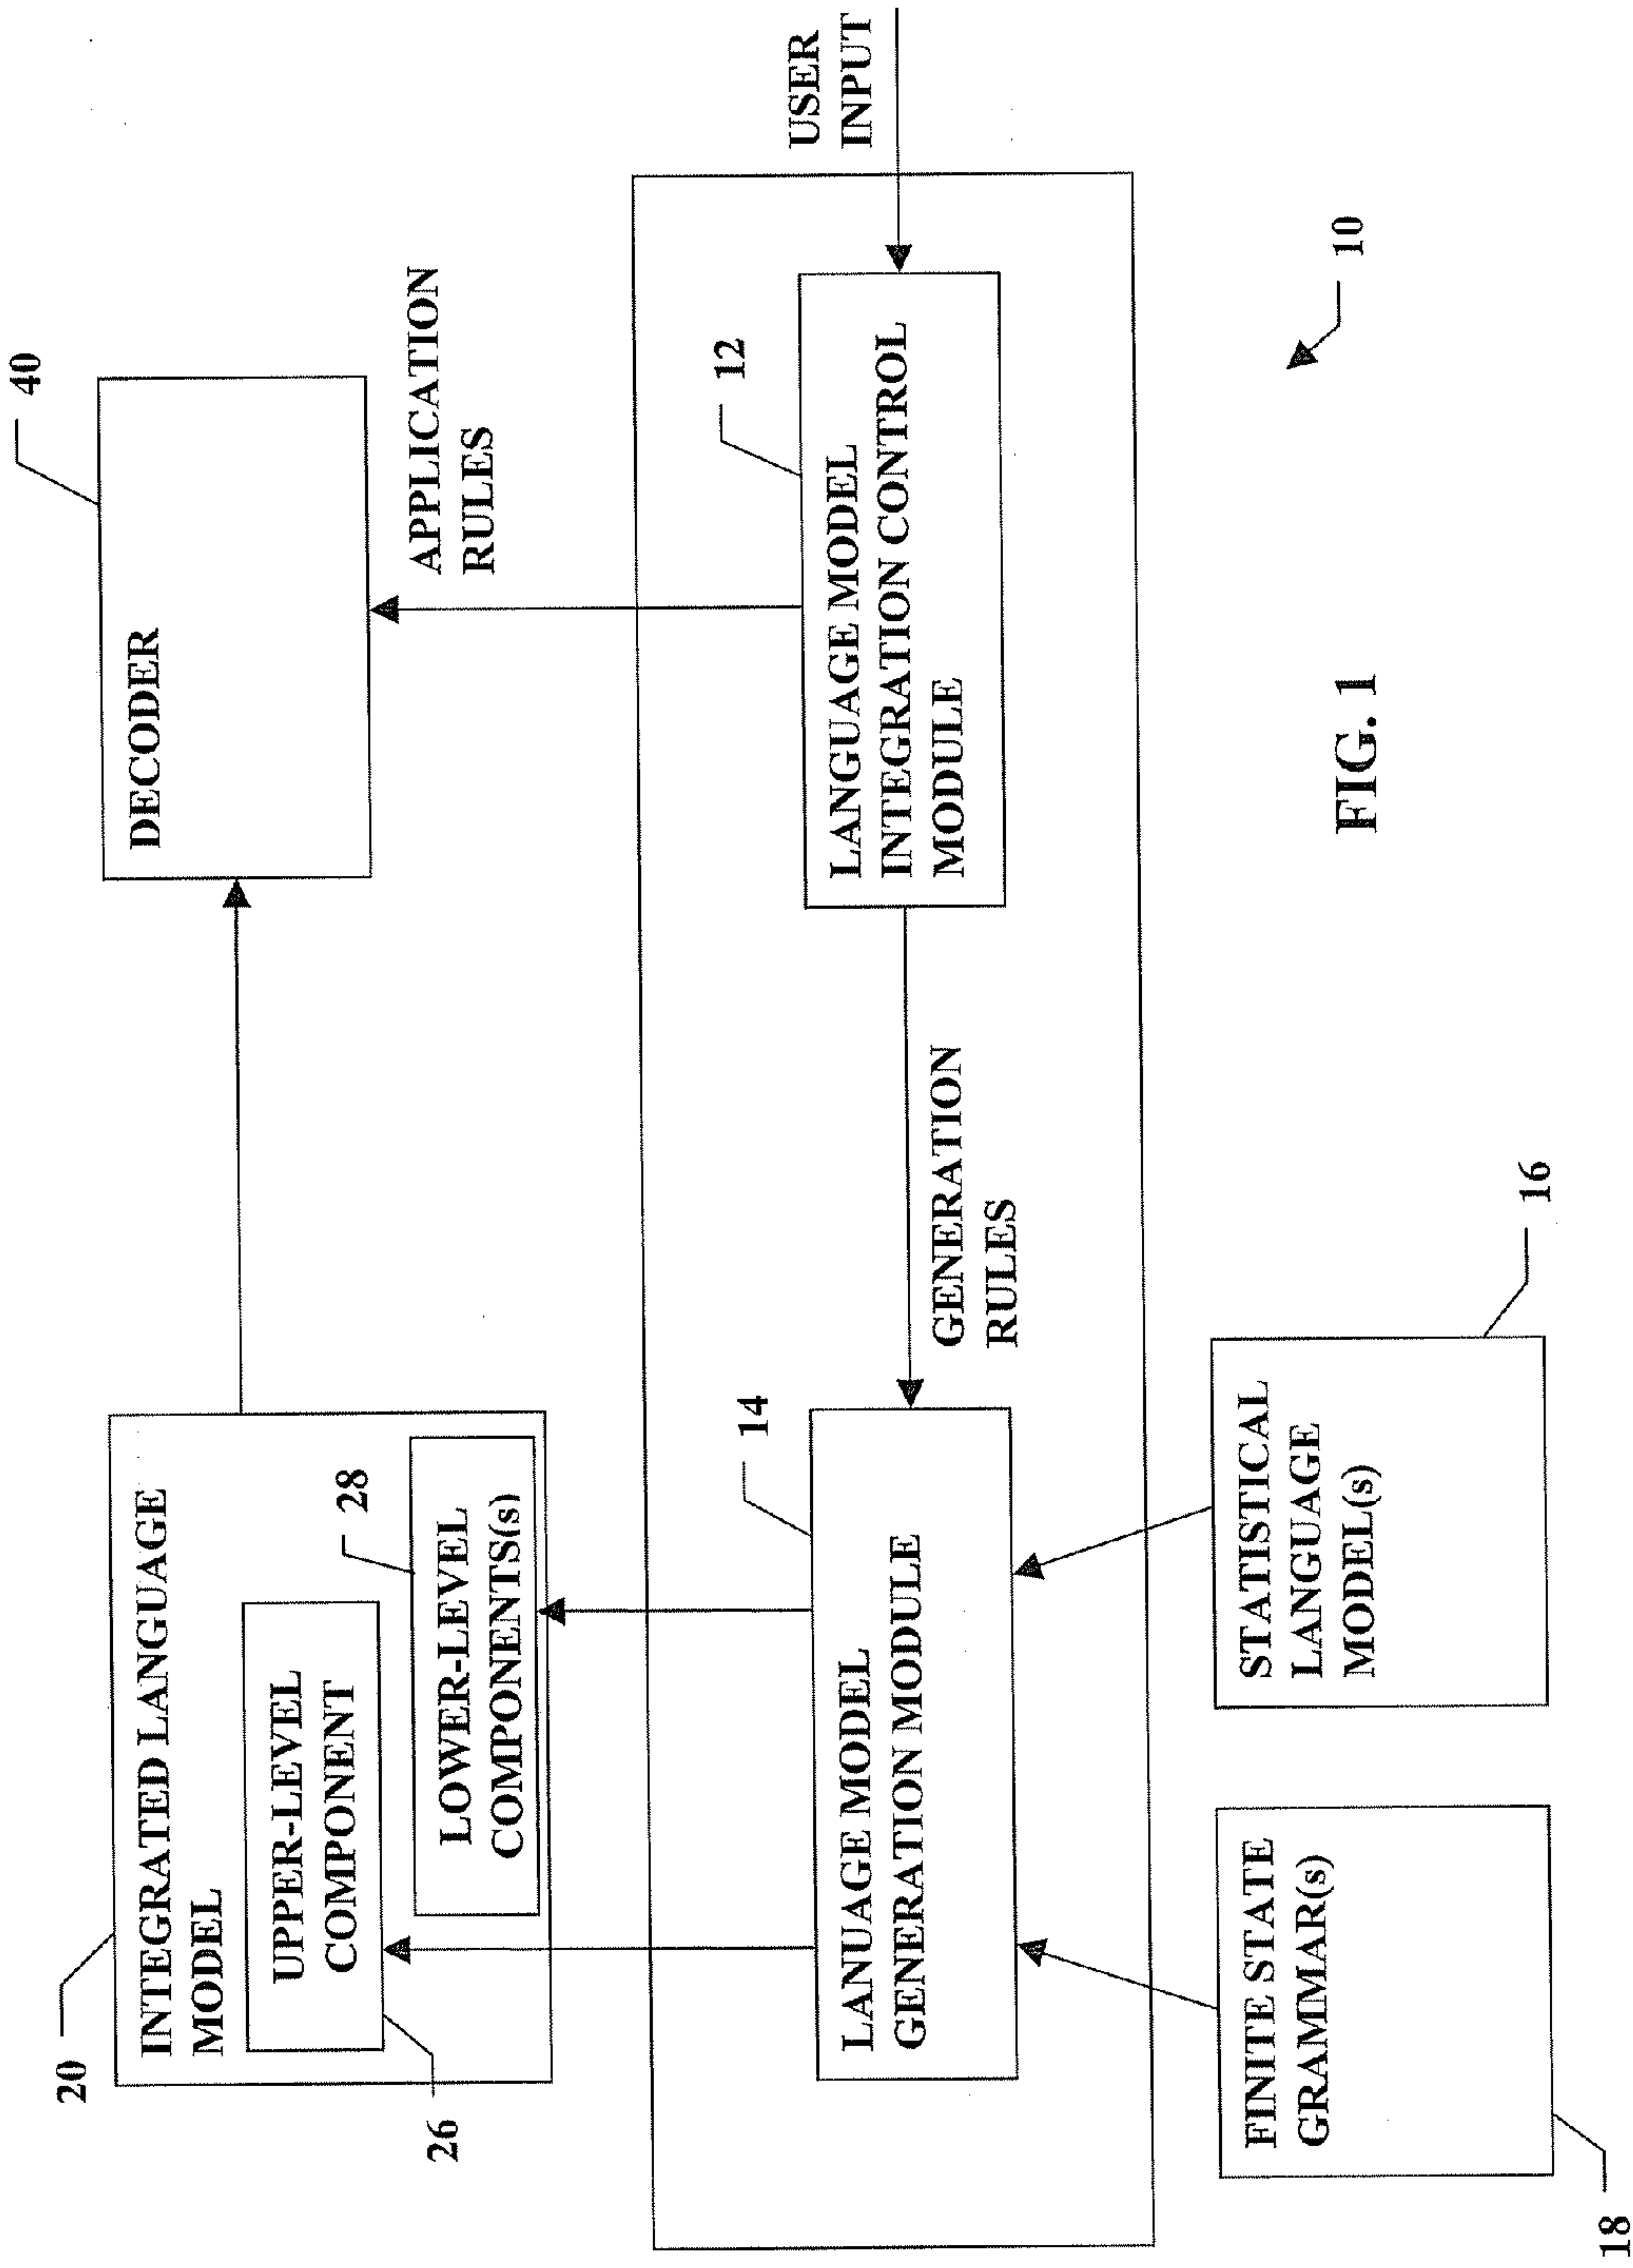 20
INTEGRATED LANGUAGE
MODEL
UPPER-LEVEL
COMPONENT
26
28
LOWER-LEVEL
COMPONENTS(s)
40
DECODER
APPLICATION
RULES
14
LANUAGE MODEL
GENERATION MODULE
GENERATION
RULES
12
LANGUAGE MODEL
INTEGRATION CONTROL
MODULE
USER
INPUT
18
FINITE STATE
GRAMMAR(s)
STATISTICAL
LANGUAGE
MODEL(s)
16
10
FIG. 1